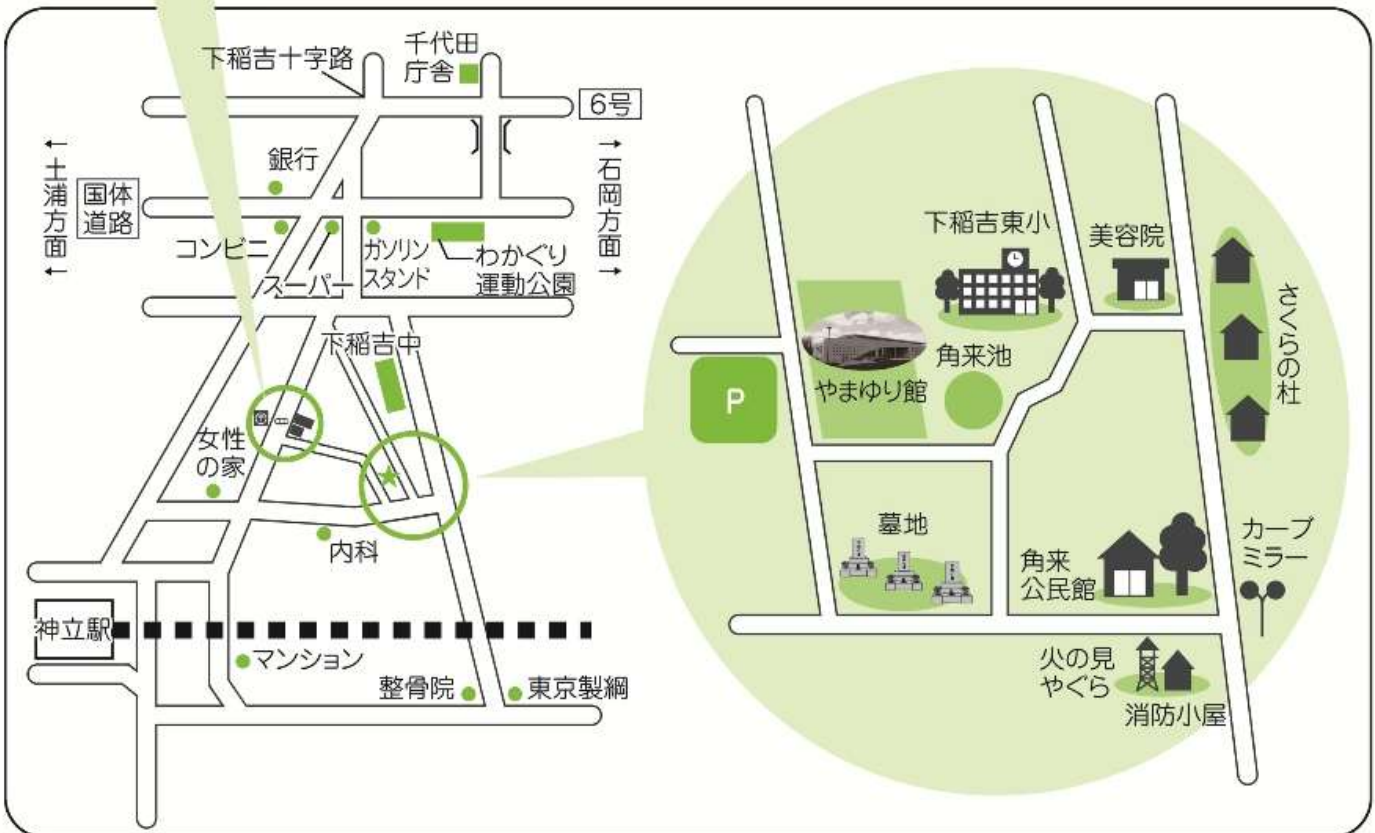 下稲吉十字路
千代田
庁舎
6号
←土浦方面←
国体
道路
銀行
コンビニ
スーパー
ガソリン
スタンド
わかぐり
運動公園
→石岡方面→
下稲吉中
女性
の家
内科
神立駅
マンション
整骨院
東京製綱
下稲吉東小
美容院
さくらの杜
やまゆり館
角来池
P
墓地
角来
公民館
カーブ
ミラー
火の見
やぐら
消防小屋